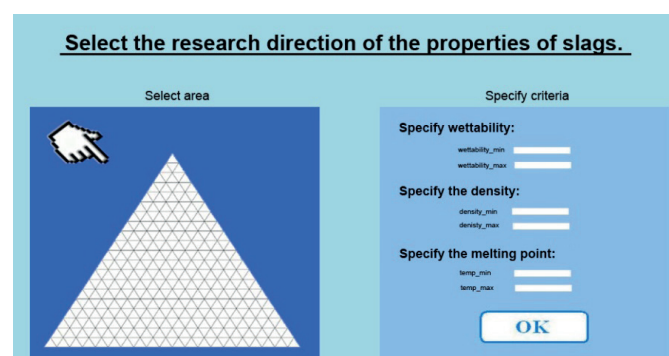 Select the research direction of the properties of slags.
Select area
Specify criteria
Specify wettability:
wettability_min
wettability_max
Specify the density:
density_min
denisty_max
Specify the melting point:
temp_min
temp_max
OK